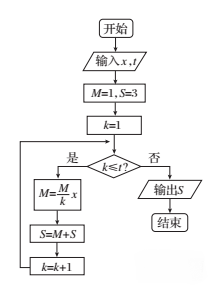 开始
输入x,t
M=1,S=3
k=1
是
k≤t?
否
M=M/k x
输出S
S=M+S
结束
k=k+1